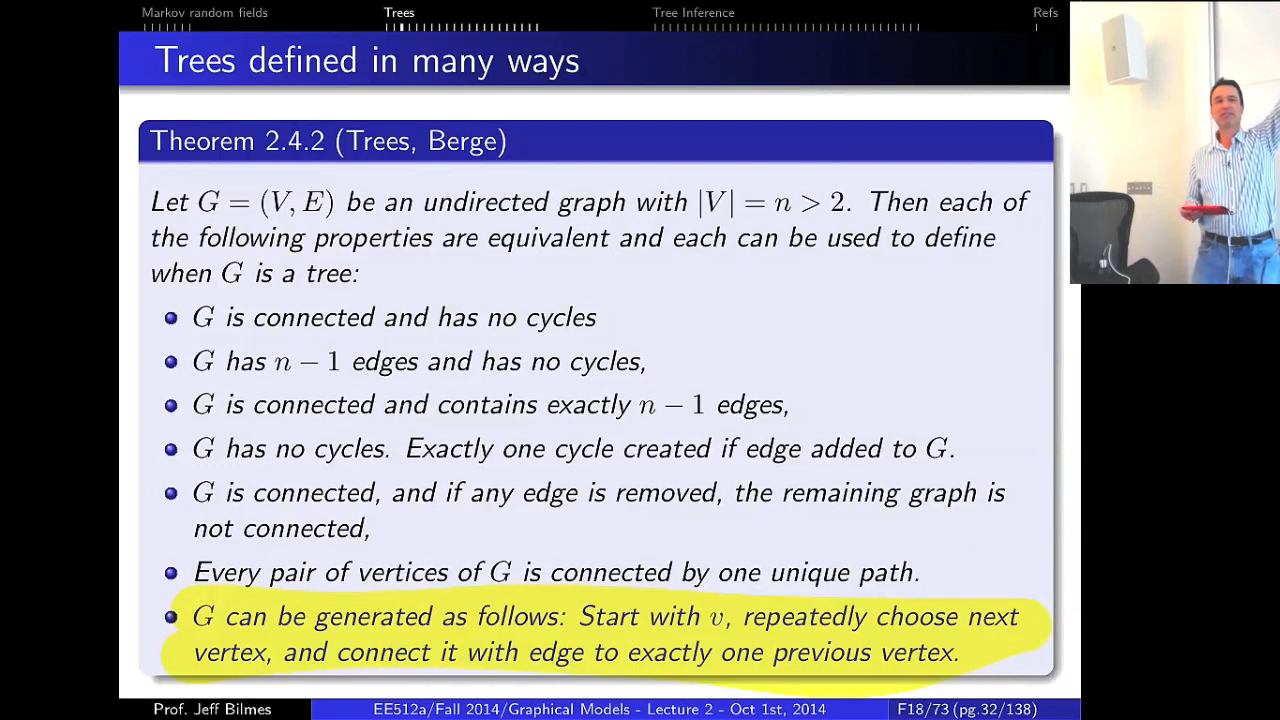 Markov random fields Trees Tree Inference Refs
Trees defined in many ways
Theorem 2.4.2 (Trees, Berge)
Let G = (V, E) be an undirected graph with |V| = n > 2. Then each of
the following properties are equivalent and each can be used to define
when G is a tree:
G is connected and has no cycles
G has n − 1 edges and has no cycles,
G is connected and contains exactly n − 1 edges,
G has no cycles. Exactly one cycle created if edge added to G.
G is connected, and if any edge is removed, the remaining graph is
not connected,
Every pair of vertices of G is connected by one unique path.
G can be generated as follows: Start with v, repeatedly choose next
vertex, and connect it with edge to exactly one previous vertex.
Prof. Jeff Bilmes EE512a/Fall 2014/Graphical Models - Lecture 2 - Oct 1st, 2014 F18/73 (pg.32/138)